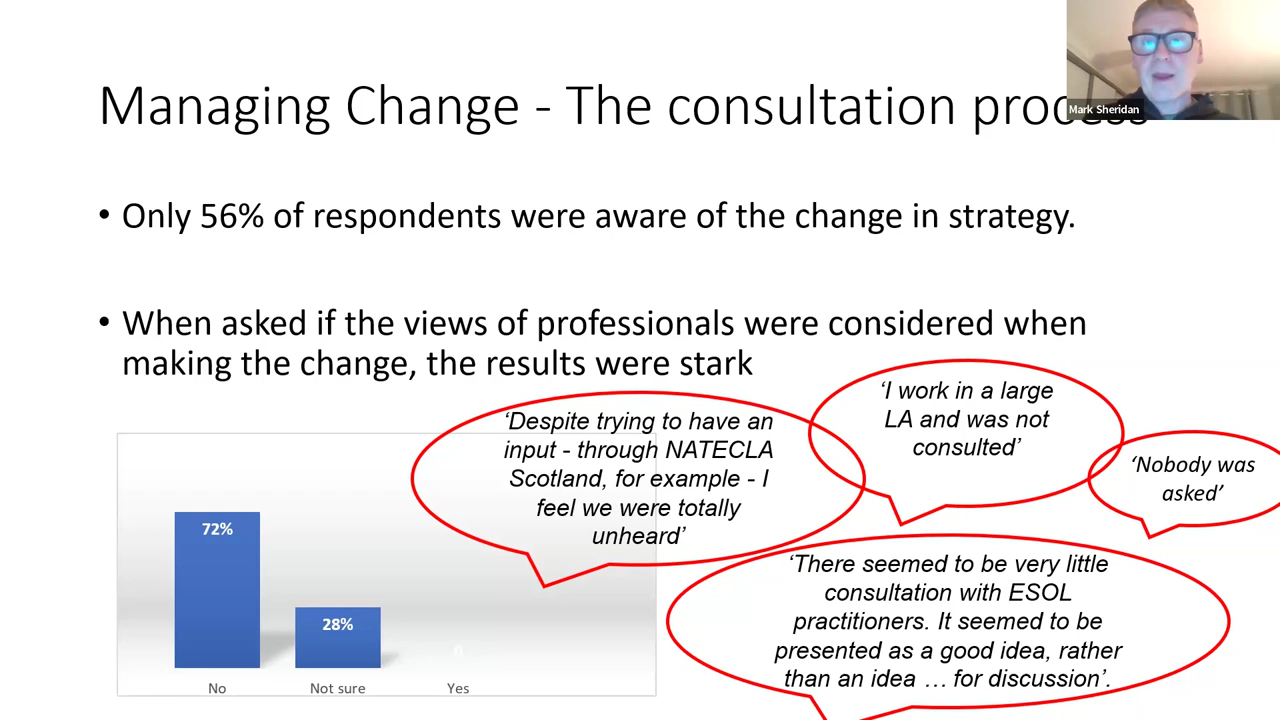 Managing Change - The consultation process
Mark Sheridan
• Only 56% of respondents were aware of the change in strategy.
• When asked if the views of professionals were considered when
making the change, the results were stark
‘Despite trying to have an
input - through NATECLA
Scotland, for example - I
feel we were totally
unheard’
‘I work in a large
LA and was not
consulted’
‘Nobody was
asked’
‘There seemed to be very little
consultation with ESOL
practitioners. It seemed to be
presented as a good idea, rather
than an idea … for discussion’.
72%
28%
0
No
Not sure
Yes